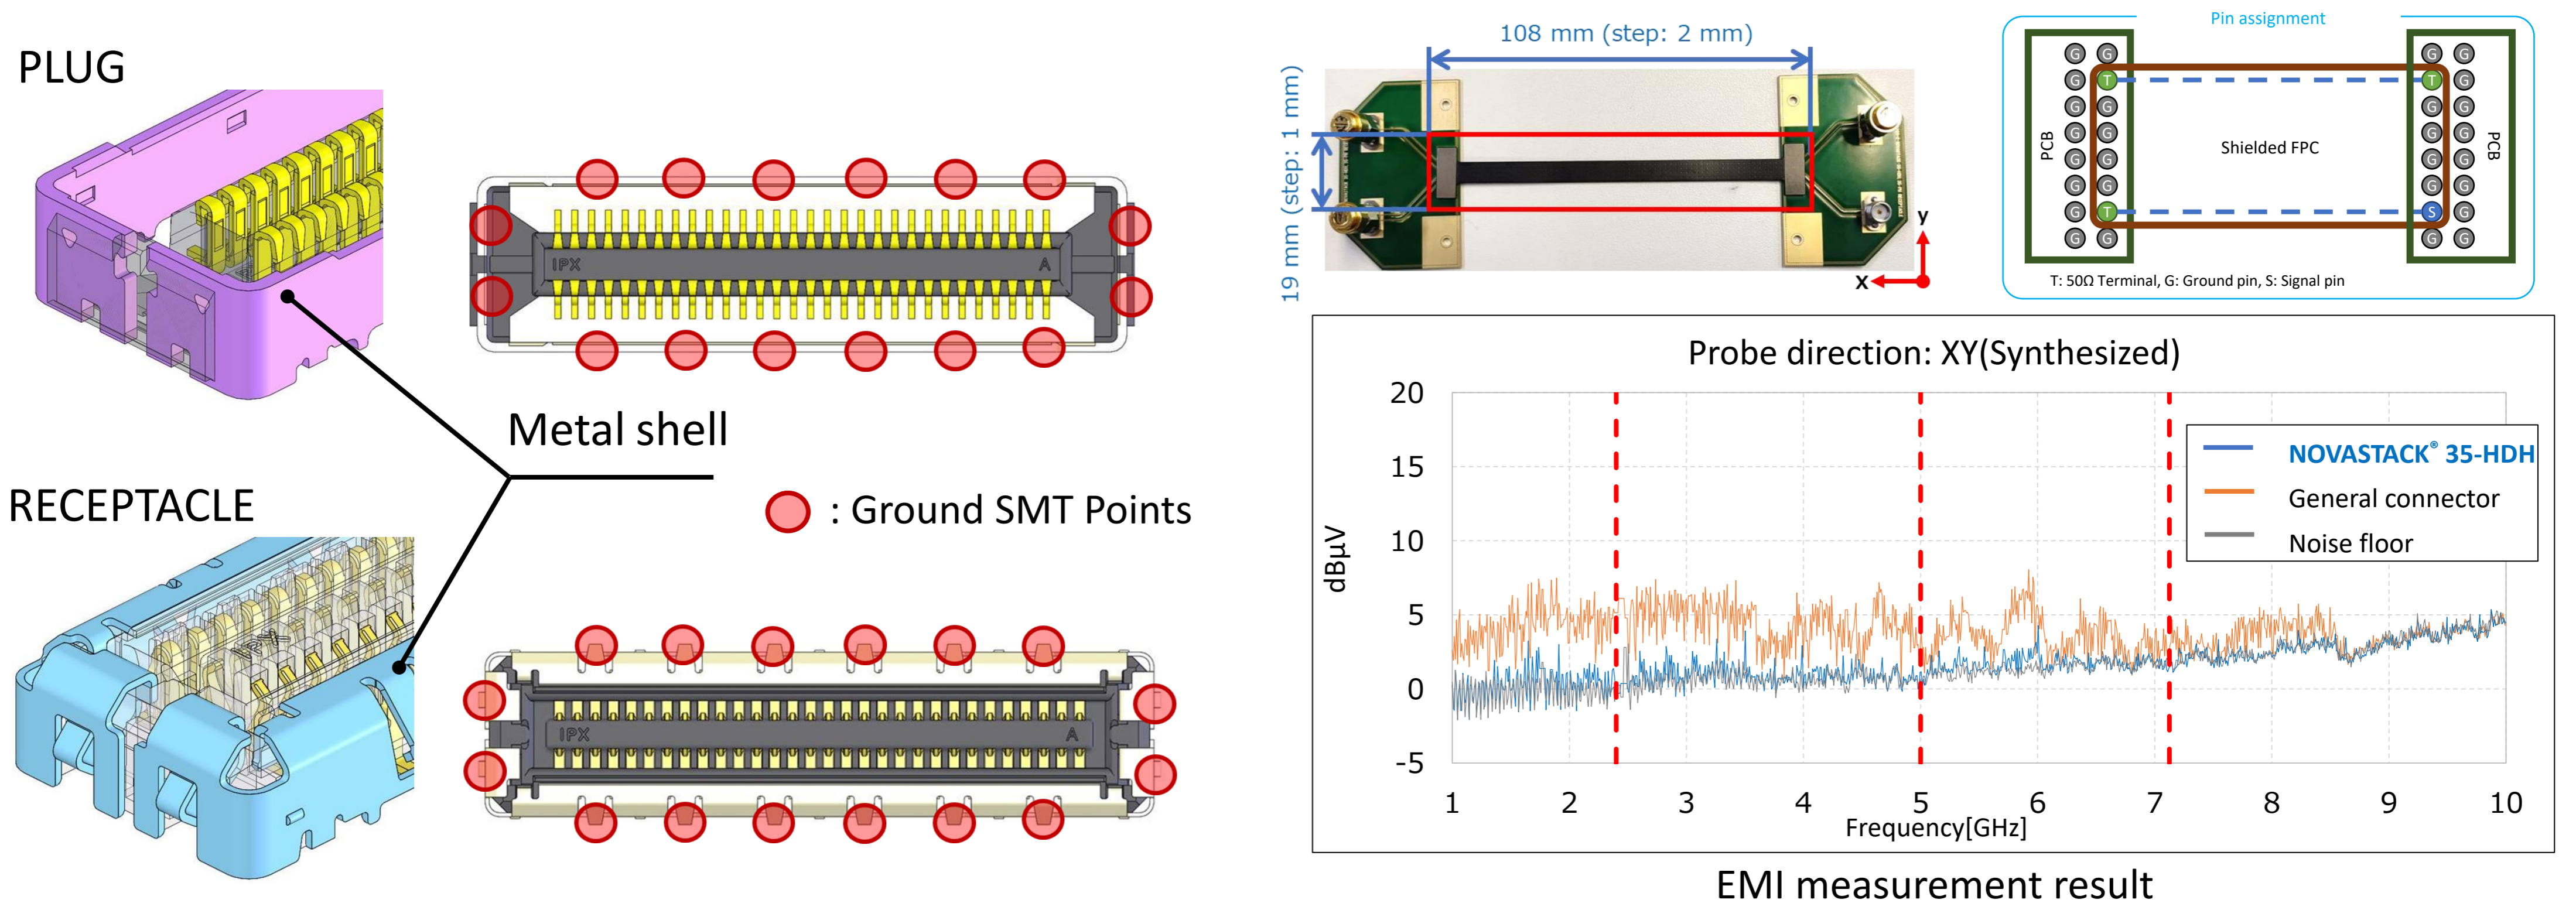 PLUG
IPX A
Metal shell
RECEPTACLE
: Ground SMT Points
IPX A
108 mm (step: 2 mm)
19 mm (step: 1 mm)
y
x
Pin assignment
G G G G
G T T G
G G G G
G G G G
G G G G
G G G G
G T S G
G G G G
PCB
Shielded FPC
PCB
T: 50Ω Terminal, G: Ground pin, S: Signal pin
Probe direction: XY(Synthesized)
20
15
10
5
0
-5
dBµV
NOVASTACK® 35-HDH
General connector
Noise floor
1 2 3 4 5 6 7 8 9 10
Frequency[GHz]
EMI measurement result